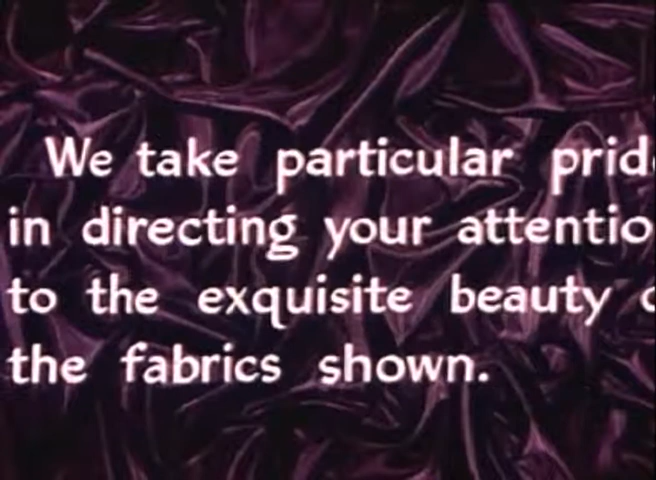 We take particular prid
in directing your attentio
to the exquisite beauty
the fabrics shown.